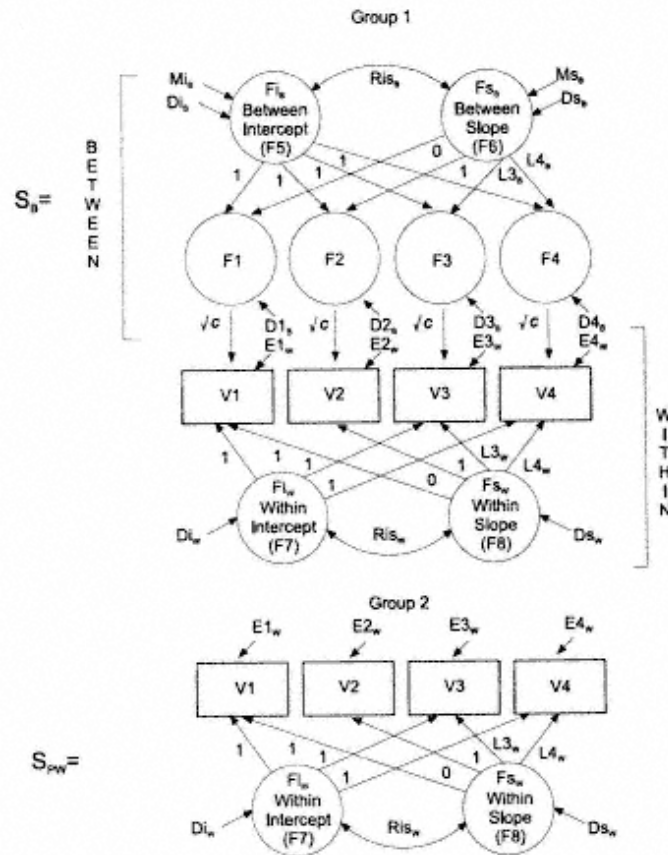 Group 1
Mi_B Fi_B Ris_B Fs_B Ms_B
Di_B Between Between Ds_B
Intercept Slope
(F5) (F6)
1 1 1 1 0 1 L3_B L4_B
BETWEEN
S_B=
F1 F2 F3 F4
√c D1_B √c D2_B √c D3_B √c D4_B
E1_w E2_w E3_w E4_w
V1 V2 V3 V4
WITHIN
1 1 1 0 1 L3_w L4_w
Fi_w Fs_w
Within Within
Intercept Slope
(F7) (F8)
Di_w Ris_w Ds_w
Group 2
E1_w E2_w E3_w E4_w
V1 V2 V3 V4
S_PW=
1 1 1 1 0 1 L3_w L4_w
Fi_w Fs_w
Within Within
Intercept Slope
(F7) (F8)
Di_w Ris_w Ds_w